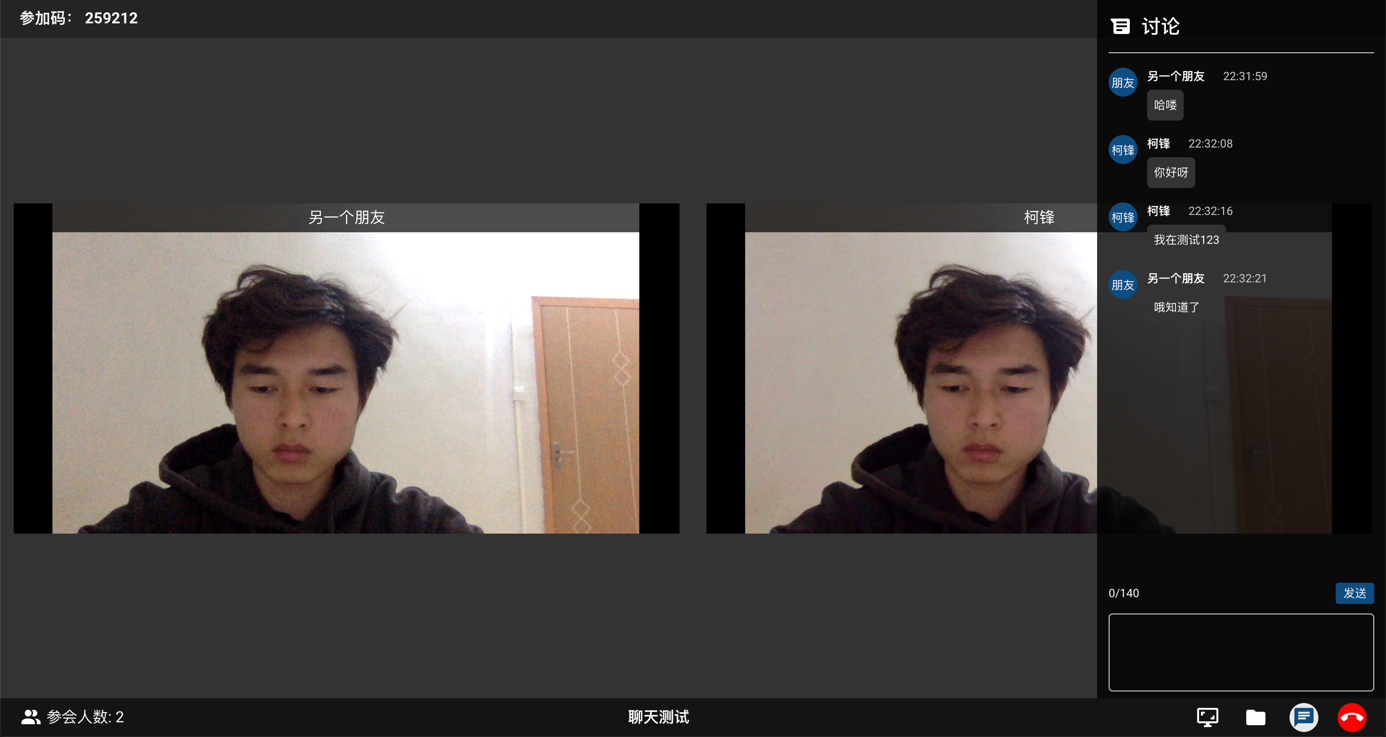 参加码： 259212
另一个朋友
柯锋
讨论
朋友 另一个朋友 22:31:59
哈喽
柯锋 柯锋 22:32:08
你好呀
柯锋 柯锋 22:32:16
我在测试123
朋友 另一个朋友 22:32:21
哦知道了
0/140 发送
参会人数: 2
聊天测试